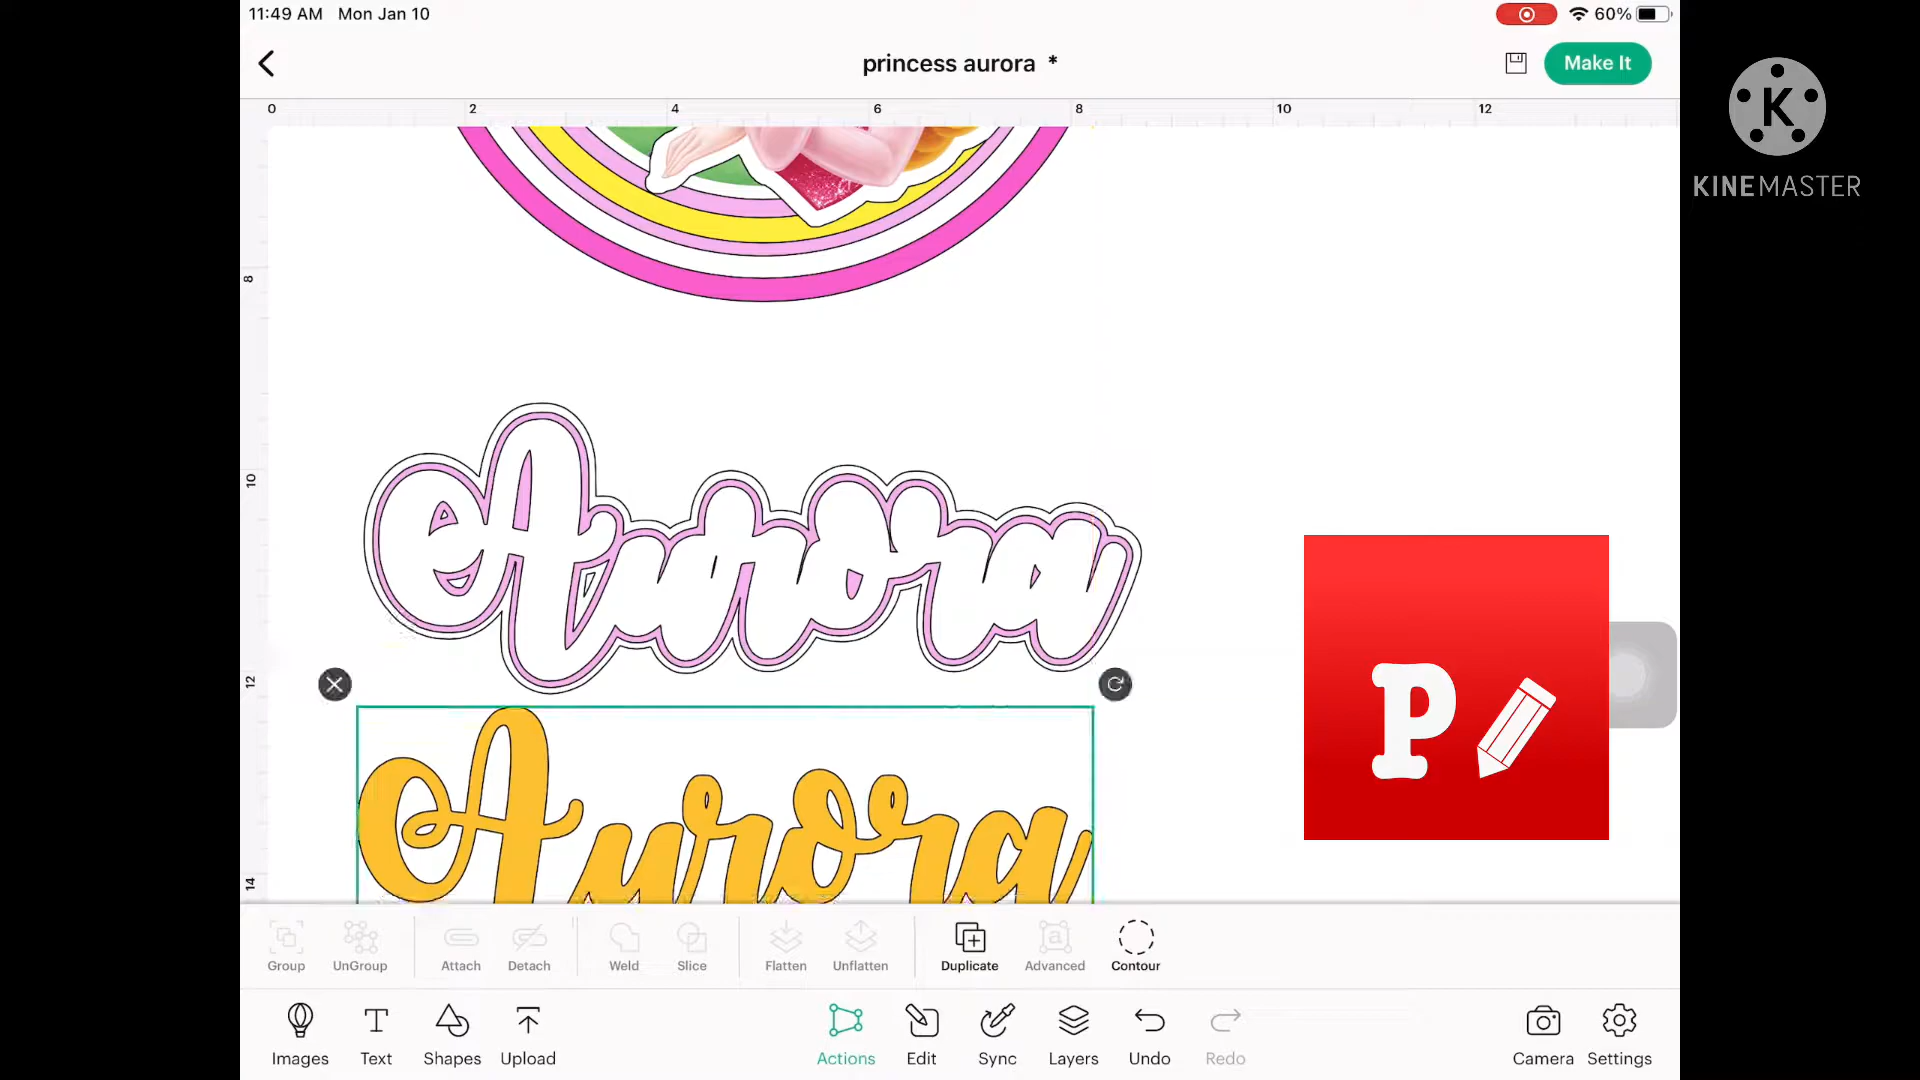 11:49 AM Mon Jan 10
60%
princess aurora *
Make It
0 2 4 6 8 10 12
K
KINEMASTER
8
10
12
14
Aurora
Aurora
P
Group UnGroup Attach Detach Weld Slice Flatten Unflatten Duplicate Advanced Contour
Images Text Shapes Upload Actions Edit Sync Layers Undo Redo Camera Settings